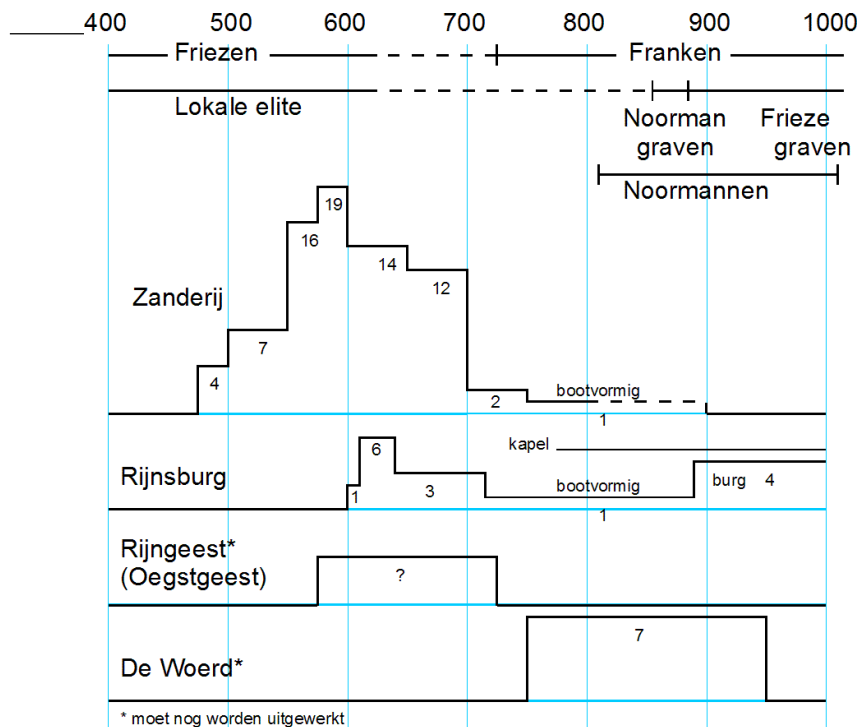 400 500 600 700 800 900 1000
Friezen Franken
Lokale elite
Noorman Frieze
graven graven
Noormannen
19
16
14
12
Zanderij
7
4
2
bootvormig
1
kapel
6
Rijnsburg
1
3
bootvormig
burg 4
1
Rijngeest*
(Oegstgeest)
?
7
De Woerd*
* moet nog worden uitgewerkt